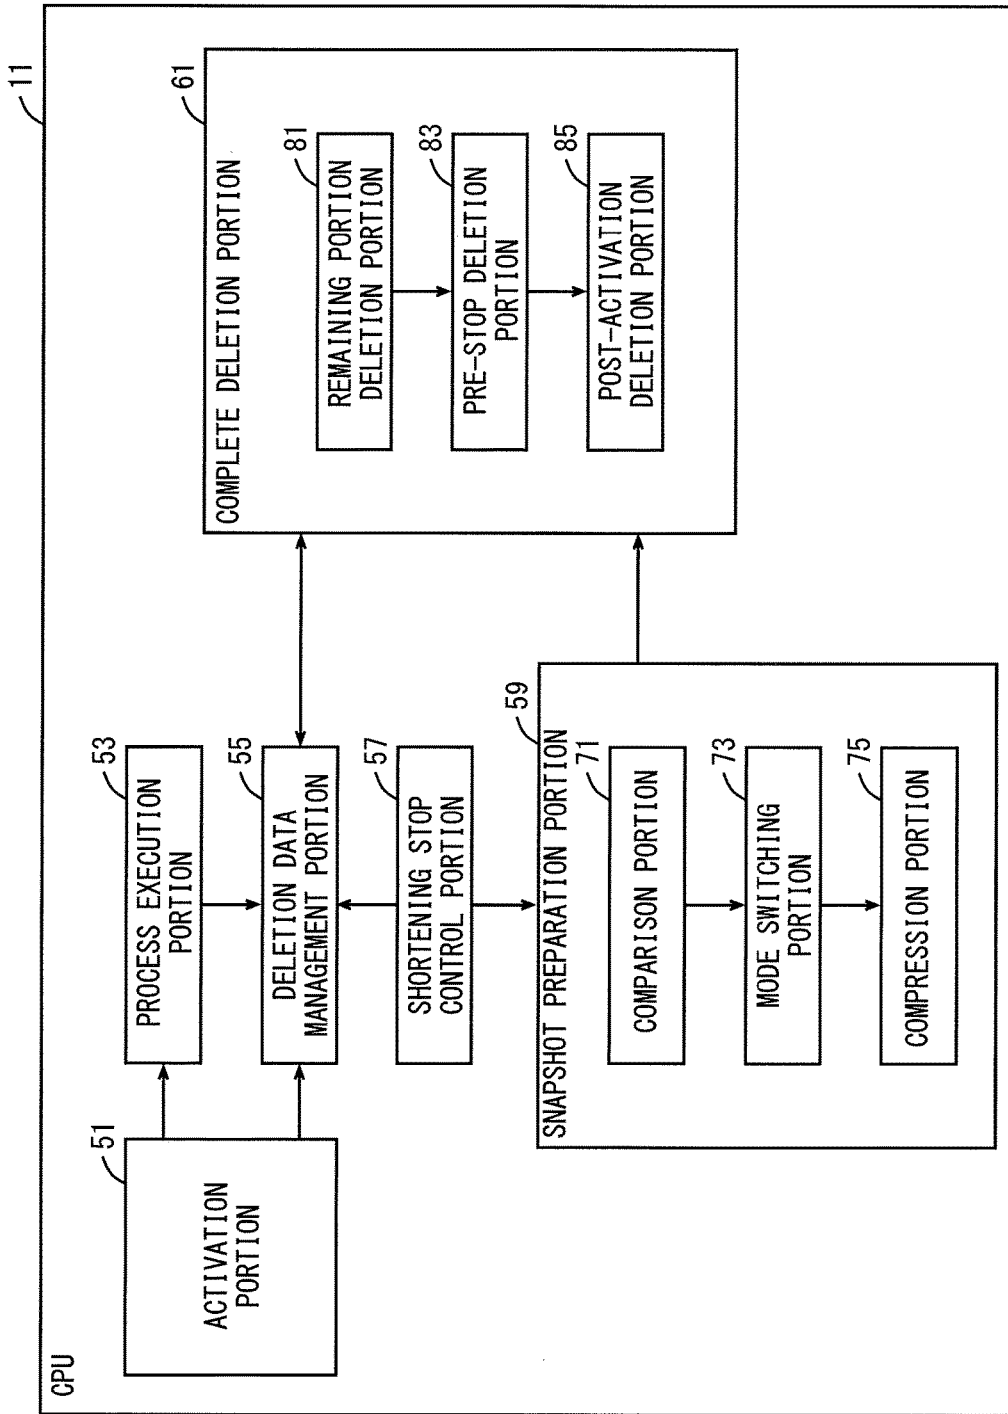 CPU
11
ACTIVATION
PORTION
51
PROCESS EXECUTION
PORTION
53
DELETION DATA
MANAGEMENT PORTION
55
SHORTENING STOP
CONTROL PORTION
57
SNAPSHOT PREPARATION PORTION
59
COMPARISON PORTION
71
MODE SWITCHING
PORTION
73
COMPRESSION PORTION
75
COMPLETE DELETION PORTION
61
REMAINING PORTION
DELETION PORTION
81
PRE-STOP DELETION
PORTION
83
POST-ACTIVATION
DELETION PORTION
85